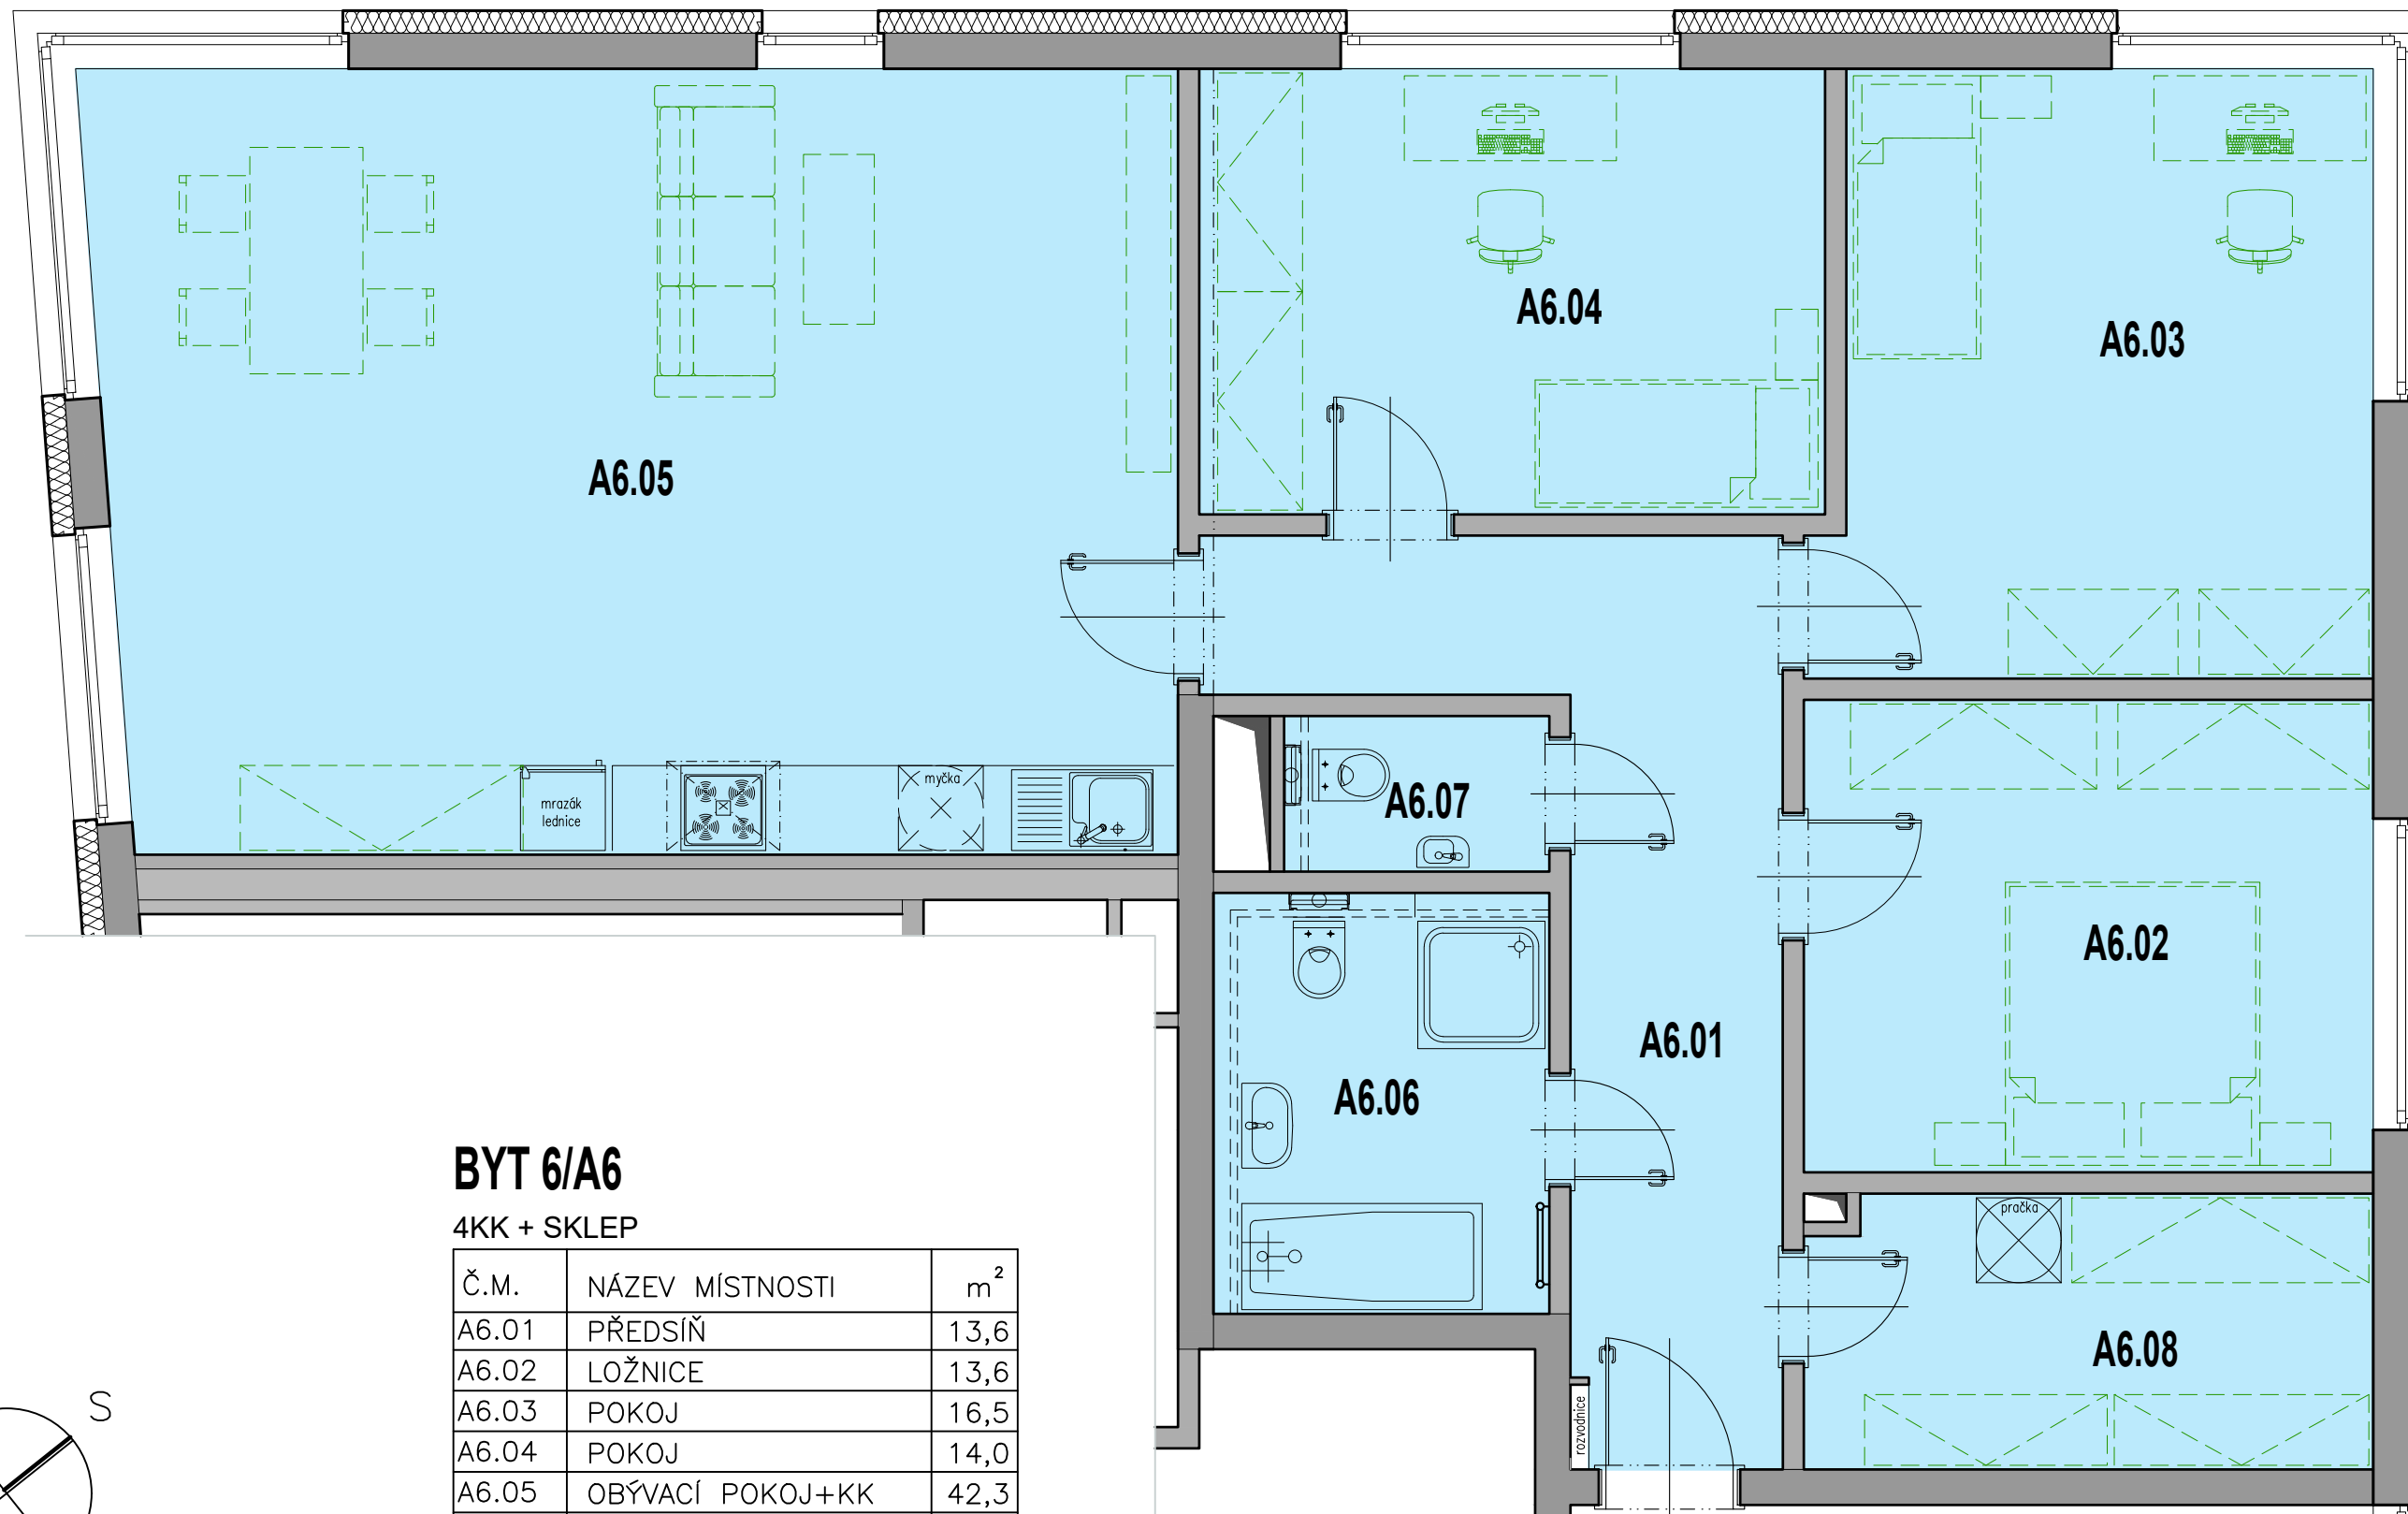 A6.04
A6.03
A6.05
mrazák
lednice
myčka
A6.07
A6.02
A6.01
A6.06
BYT 6/A6
4KK + SKLEP
pračka
Č.M. NÁZEV MÍSTNOSTI m²
A6.01 PŘEDSÍŇ 13,6
A6.02 LOŽNICE 13,6
A6.03 POKOJ 16,5
A6.04 POKOJ 14,0
A6.05 OBÝVACÍ POKOJ+KK 42,3
A6.08
rozvodnice
S